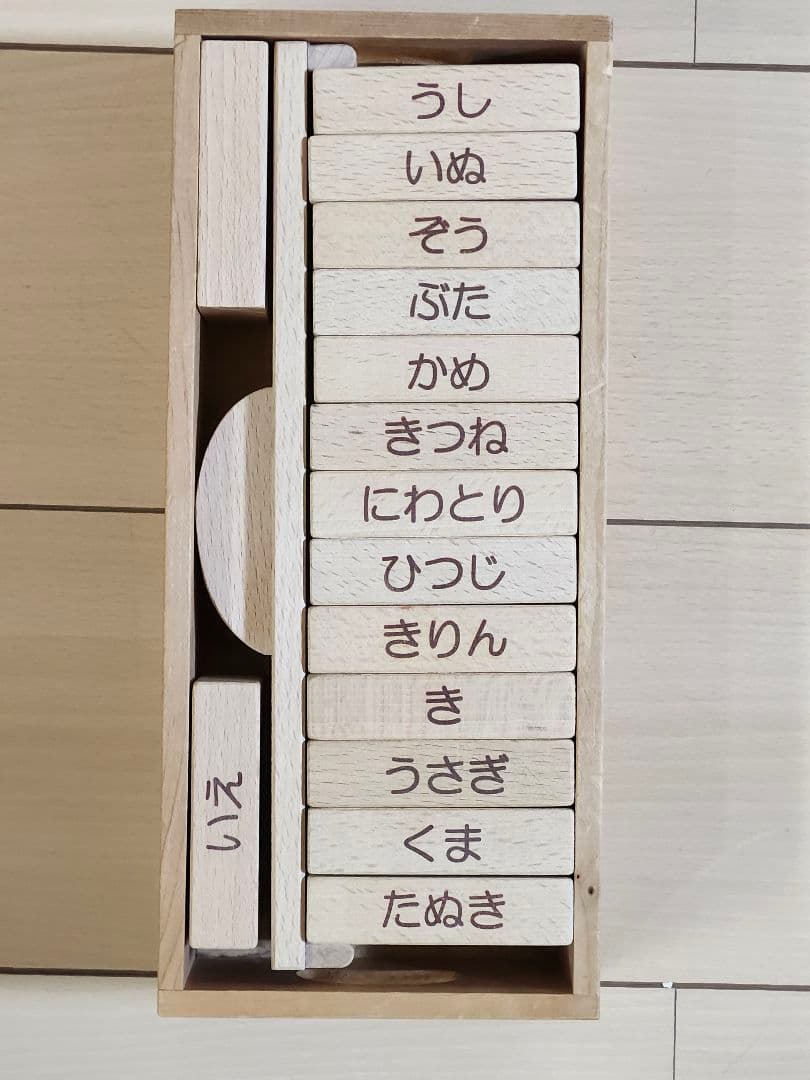 うし
いぬ
ぞう
ぶた
かめ
きつね
にわとり
ひつじ
きりん
き
うさぎ
くま
たぬき
いえ